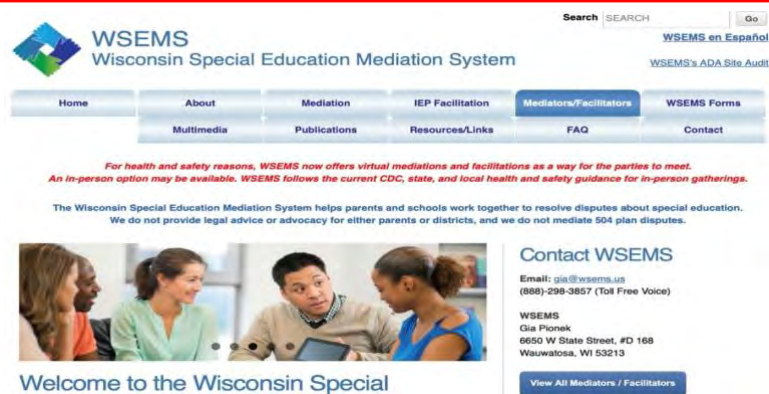 Search SEARCH Go
WSEMS
WSEMS en Español
Wisconsin Special Education Mediation System
WSEMS's ADA Site Audit
Home About Mediation IEP Facilitation Mediators/Facilitators WSEMS Forms
Multimedia Publications Resources/Links FAQ Contact
For health and safety reasons, WSEMS now offers virtual mediations and facilitations as a way for the parties to meet.
An in-person option may be available. WSEMS follows the current CDC, state, and local health and safety guidance for in-person gatherings.
The Wisconsin Special Education Mediation System helps parents and schools work together to resolve disputes about special education.
We do not provide legal advice or advocacy for either parents or districts, and we do not mediate 504 plan disputes.
Contact WSEMS
Email: gia@wsems.us
(888)-298-3857 (Toll Free Voice)
WSEMS
Gia Pionek
6650 W State Street, #D 168
Wauwatosa, WI 53213
View All Mediators / Facilitators
Welcome to the Wisconsin Special